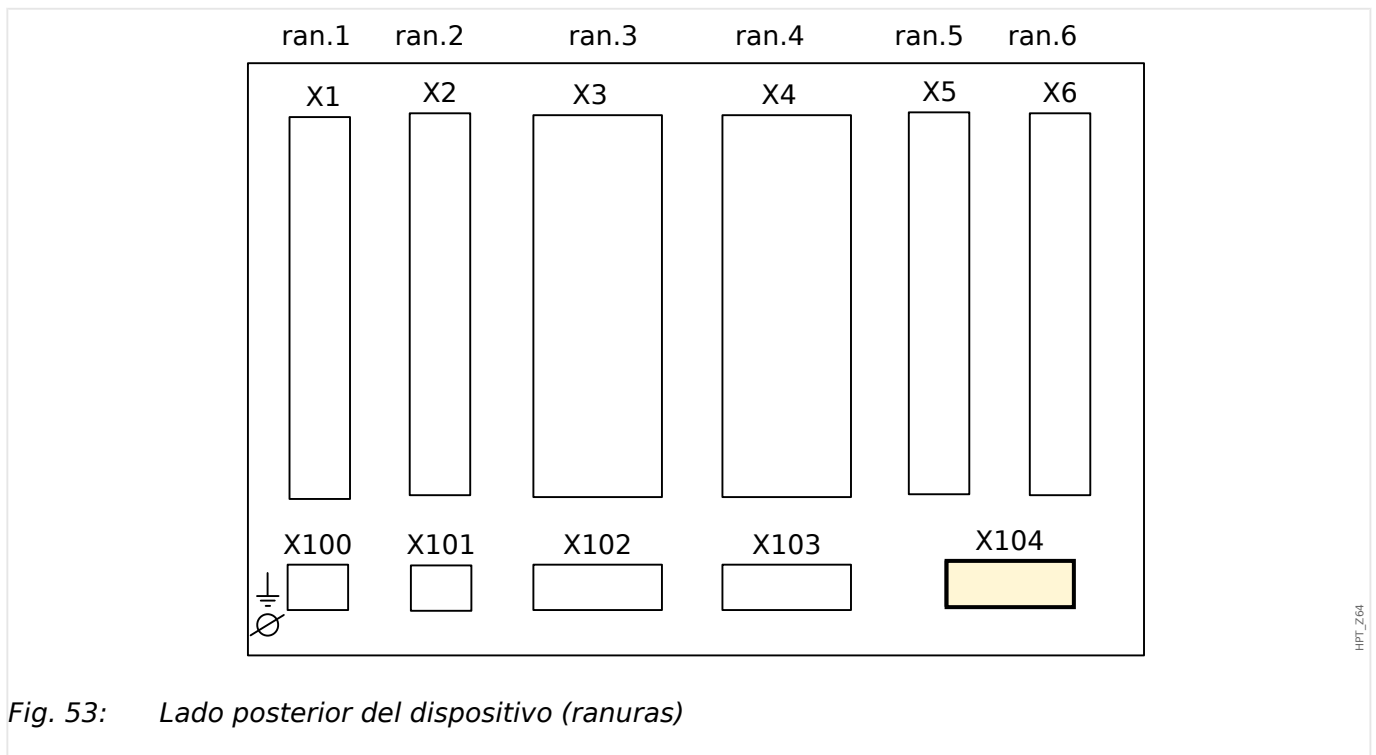 ran.1 ran.2 ran.3 ran.4 ran.5 ran.6
X1 X2 X3 X4 X5 X6
X100 X101 X102 X103 X104
HPT_Z64
Fig. 53: Lado posterior del dispositivo (ranuras)